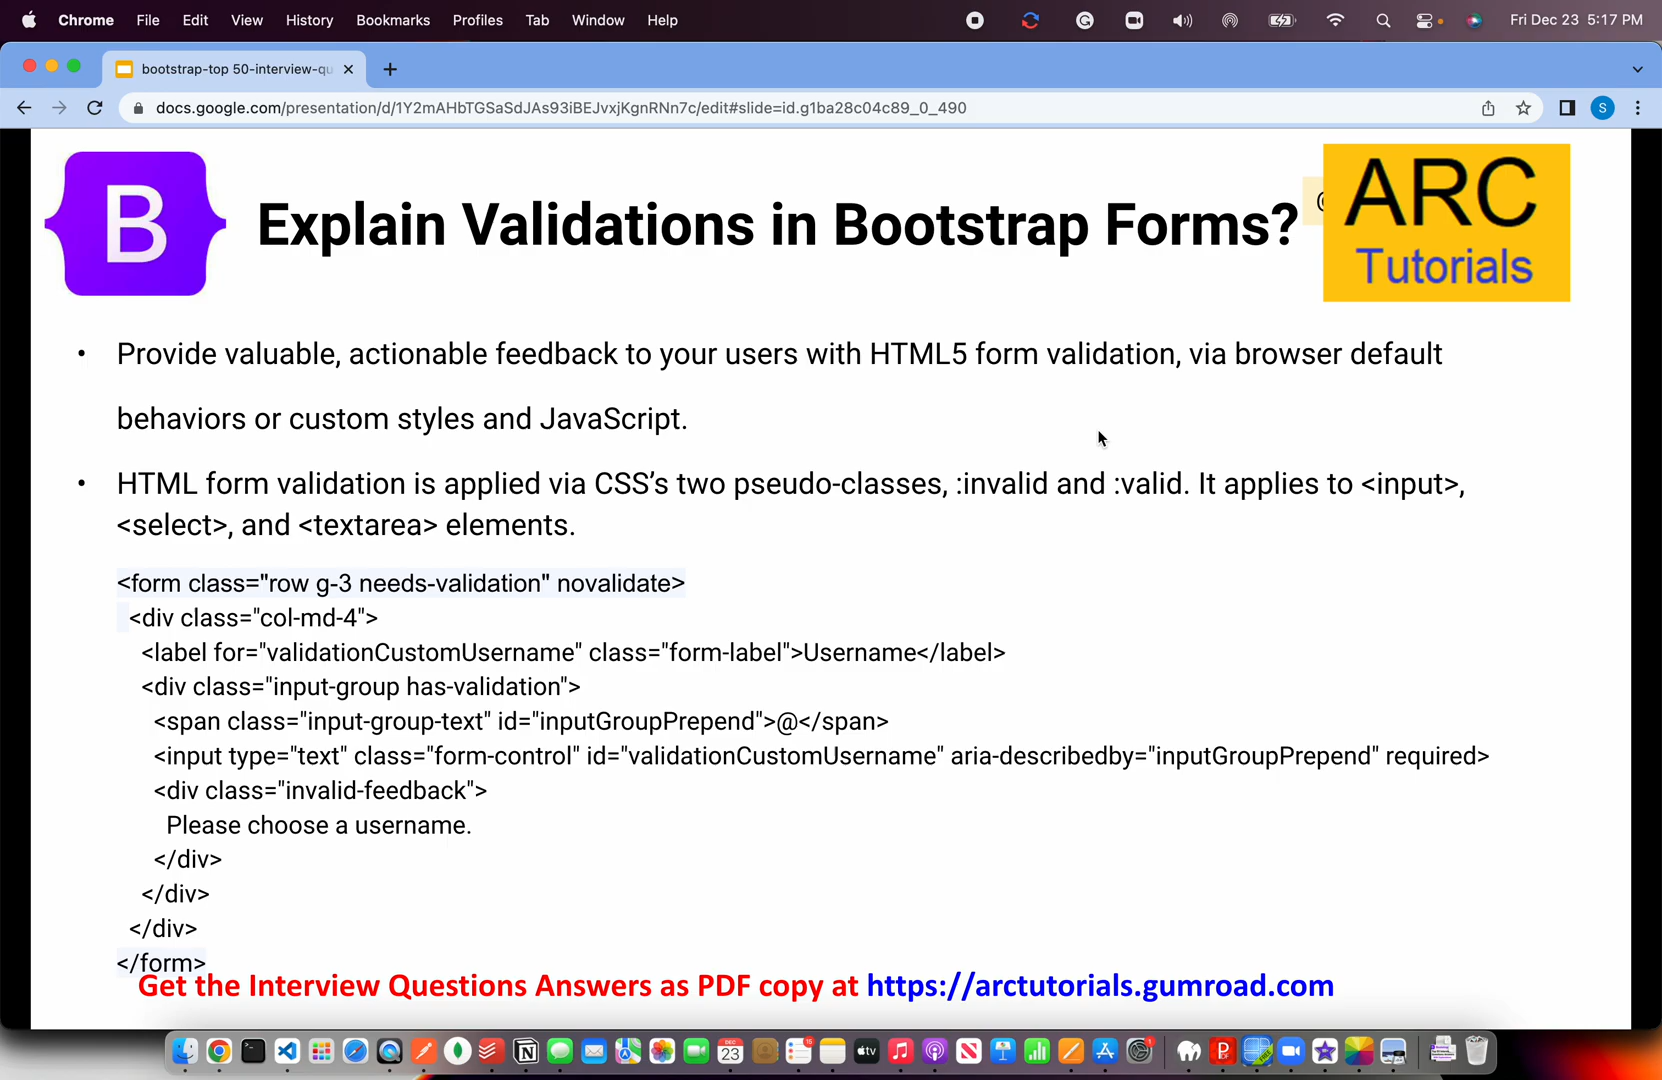 Chrome File Edit View History Bookmarks Profiles Tab Window Help Fri Dec 23 5:17 PM
bootstrap-top 50-interview-qu
docs.google.com/presentation/d/1Y2mAHbTGSaSdJAs93iBEJvxjKgnRNn7c/edit#slide=id.g1ba28c04c89_0_490
S
B
Explain Validations in Bootstrap Forms?
ARC
Tutorials
• Provide valuable, actionable feedback to your users with HTML5 form validation, via browser default
behaviors or custom styles and JavaScript.
• HTML form validation is applied via CSS’s two pseudo-classes, :invalid and :valid. It applies to <input>,
<select>, and <textarea> elements.
<form class="row g-3 needs-validation" novalidate>
<div class="col-md-4">
<label for="validationCustomUsername" class="form-label">Username</label>
<div class="input-group has-validation">
<span class="input-group-text" id="inputGroupPrepend">@</span>
<input type="text" class="form-control" id="validationCustomUsername" aria-describedby="inputGroupPrepend" required>
<div class="invalid-feedback">
Please choose a username.
</div>
</div>
</div>
</form>
Get the Interview Questions Answers as PDF copy at https://arctutorials.gumroad.com
DEC
23
tv